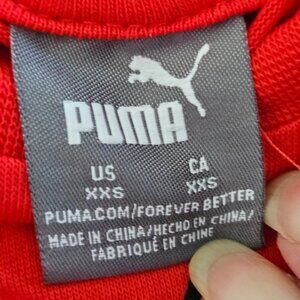 PUMA
US CA
XXS XXS
PUMA.COM/FOREVER BETTER
MADE IN CHINA/HECHO EN CHINA/
FABRIQUÉ EN CHINE